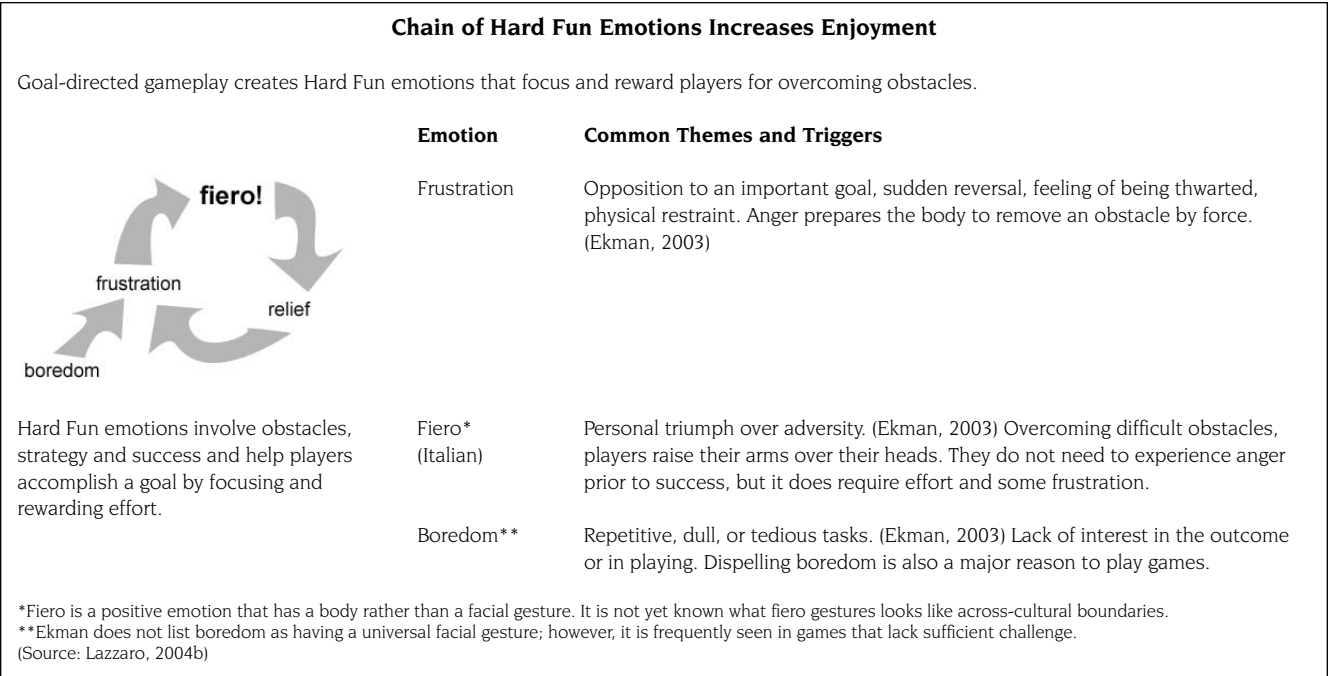 Chain of Hard Fun Emotions Increases Enjoyment
Goal-directed gameplay creates Hard Fun emotions that focus and reward players for overcoming obstacles.
Emotion
Common Themes and Triggers
fiero!
frustration
relief
boredom
Frustration
Opposition to an important goal, sudden reversal, feeling of being thwarted,
physical restraint. Anger prepares the body to remove an obstacle by force.
(Ekman, 2003)
Hard Fun emotions involve obstacles,
strategy and success and help players
accomplish a goal by focusing and
rewarding effort.
Fiero*
(Italian)
Personal triumph over adversity. (Ekman, 2003) Overcoming difficult obstacles,
players raise their arms over their heads. They do not need to experience anger
prior to success, but it does require effort and some frustration.
Boredom**
Repetitive, dull, or tedious tasks. (Ekman, 2003) Lack of interest in the outcome
or in playing. Dispelling boredom is also a major reason to play games.
*Fiero is a positive emotion that has a body rather than a facial gesture. It is not yet known what fiero gestures looks like across-cultural boundaries.
**Ekman does not list boredom as having a universal facial gesture; however, it is frequently seen in games that lack sufficient challenge.
(Source: Lazzaro, 2004b)